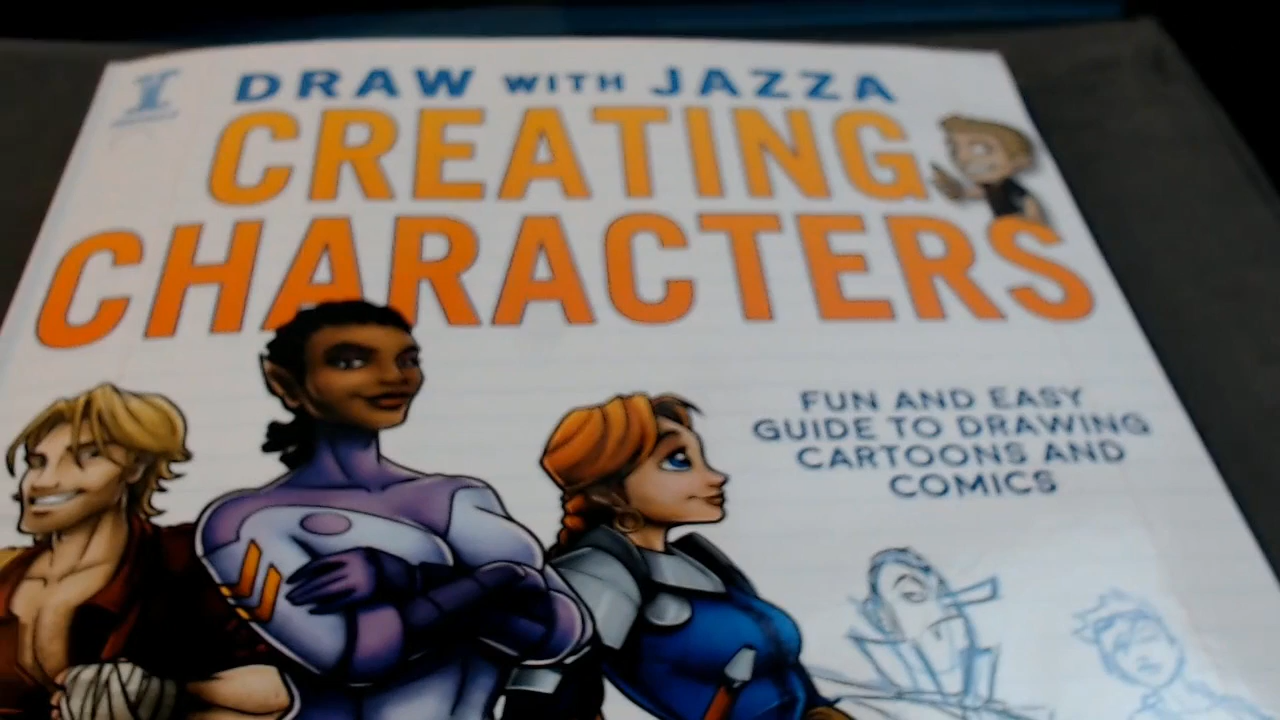 DRAW WITH JAZZA
CREATING
CHARACTERS
FUN AND EASY
GUIDE TO DRAWING
CARTOONS AND
COMICS